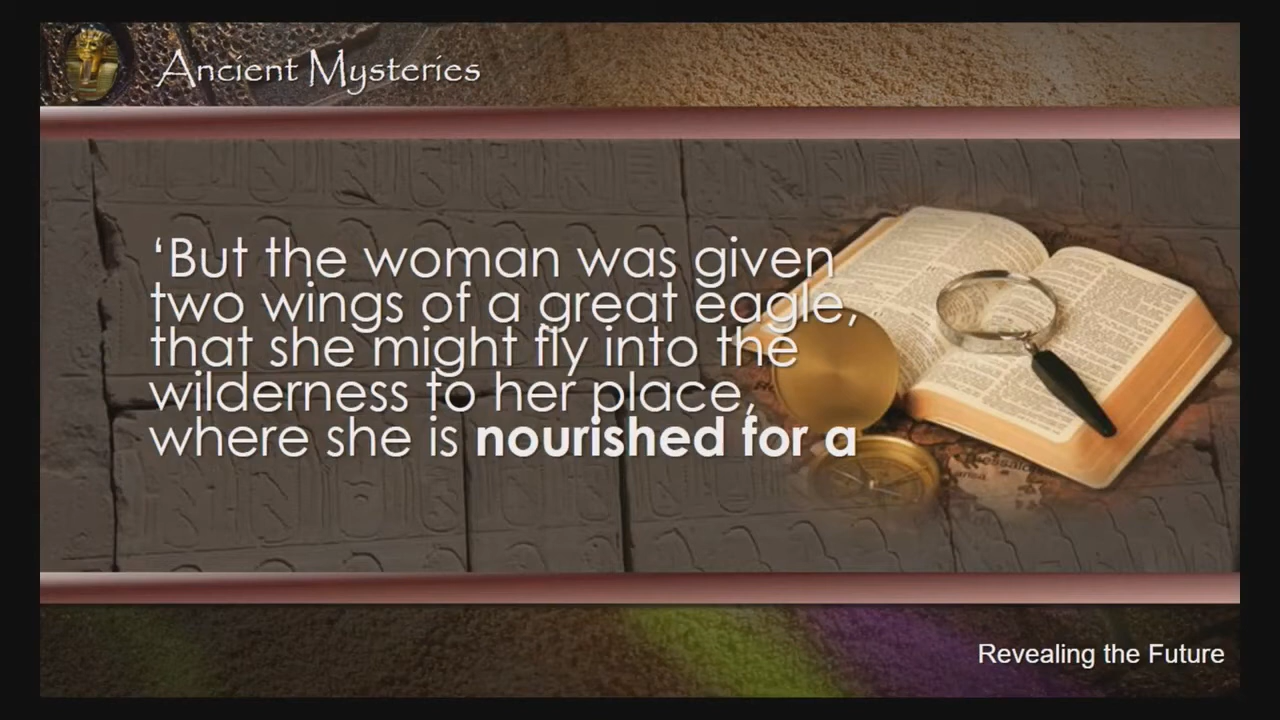 Ancient Mysteries
‘But the woman was given
two wings of a great eagle,
that she might fly into the
wilderness to her place,
where she is nourished for a
Revealing the Future